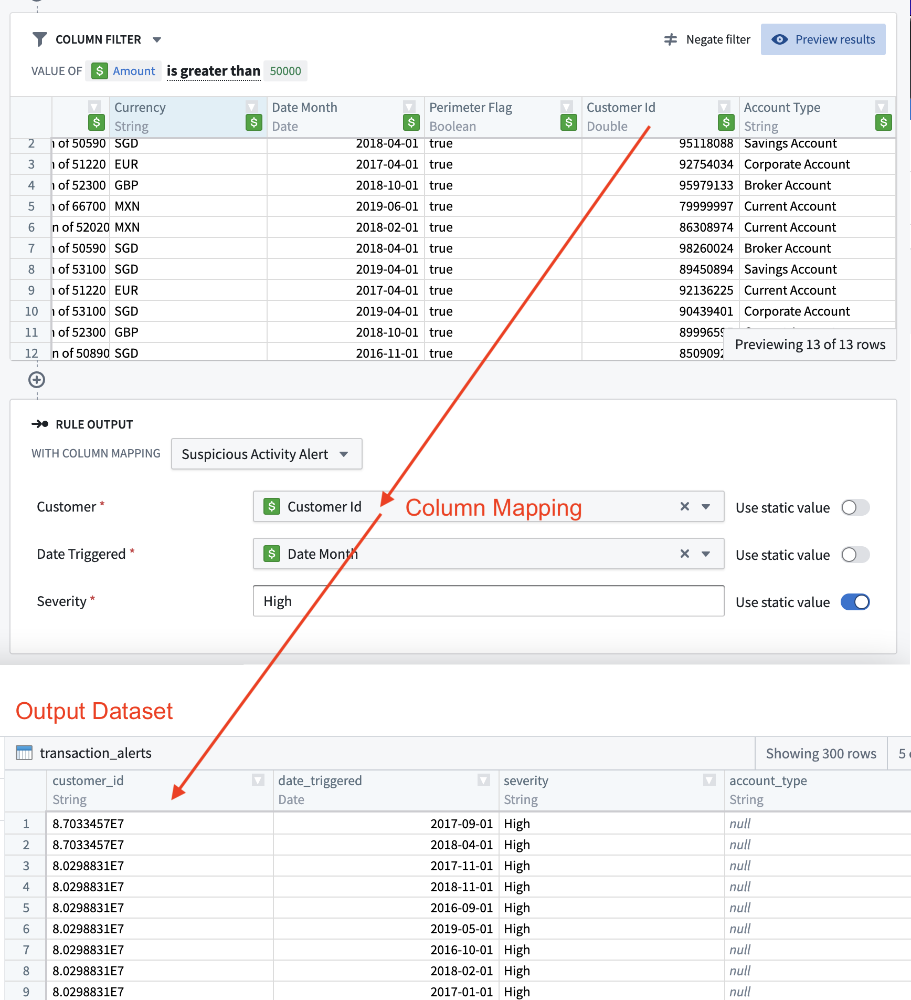 COLUMN FILTER
Negate filter
Preview results
VALUE OF $ Amount is greater than 50000
Currency Date Month Perimeter Flag Customer Id Account Type
$ String $ Date $ Boolean $ Double $ String $
2 n of 50590 SGD 2018-04-01 true 95118088 Savings Account
3 n of 51220 EUR 2017-04-01 true 92754034 Corporate Account
4 n of 52300 GBP 2018-10-01 true 95979133 Broker Account
5 n of 66700 MXN 2019-06-01 true 79999997 Current Account
6 n of 52020 MXN 2018-02-01 true 86308974 Current Account
7 n of 50590 SGD 2018-04-01 true 98260024 Broker Account
8 n of 53100 SGD 2019-04-01 true 89450894 Savings Account
9 n of 51220 EUR 2017-04-01 true 92136225 Current Account
10 n of 53100 SGD 2019-04-01 true 90439401 Corporate Account
11 n of 52300 GBP 2018-10-01 true
12 n of 50890 SGD 2016-11-01 true
Previewing 13 of 13 rows
RULE OUTPUT
WITH COLUMN MAPPING Suspicious Activity Alert
Customer * $ Customer Id Column Mapping Use static value
Date Triggered * $ Date Month Use static value
Severity * High Use static value
Output Dataset
transaction_alerts Showing 300 rows 5
customer_id date_triggered severity account_type
String Date String String
1 8.7033457E7 2017-09-01 High null
2 8.7033457E7 2018-04-01 High null
3 8.0298831E7 2017-11-01 High null
4 8.0298831E7 2018-11-01 High null
5 8.0298831E7 2016-09-01 High null
6 8.0298831E7 2019-05-01 High null
7 8.0298831E7 2016-10-01 High null
8 8.0298831E7 2018-02-01 High null
9 8.0298831E7 2017-01-01 High null